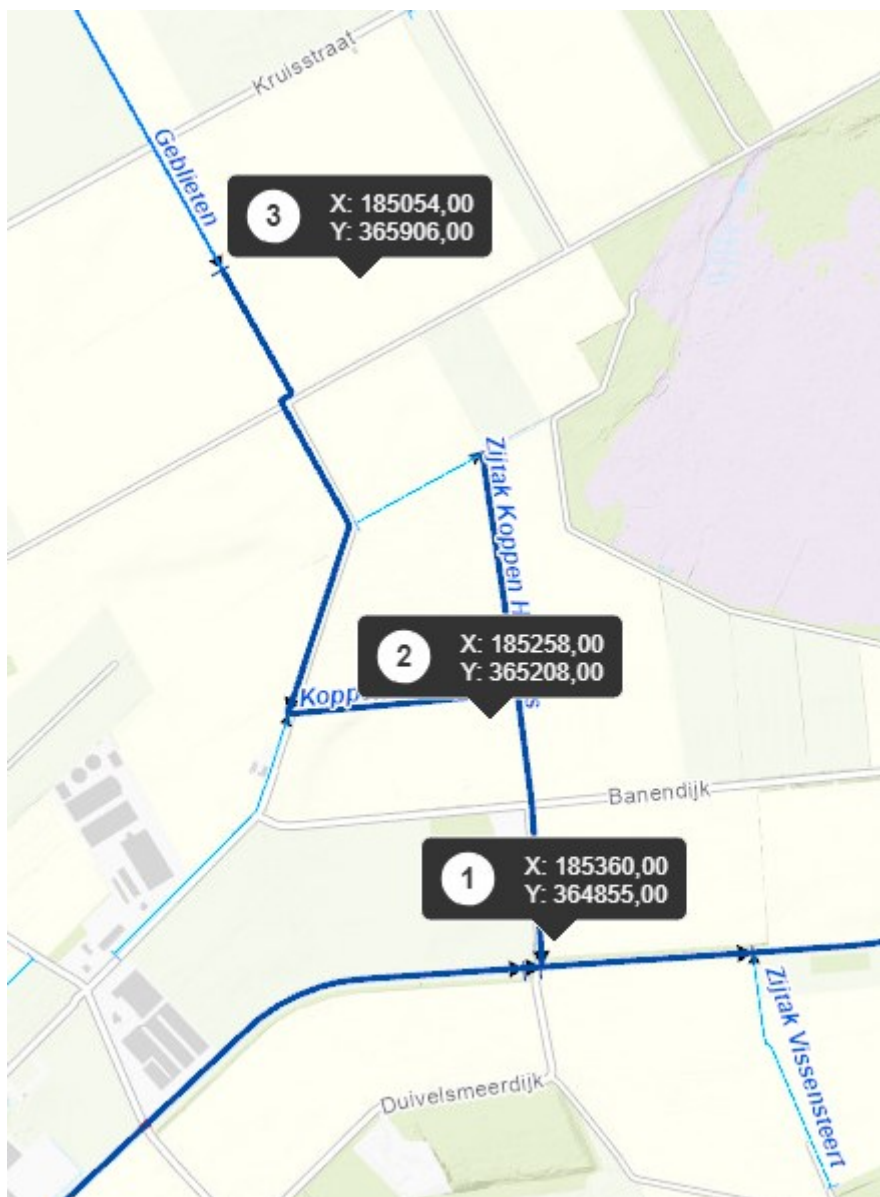 Kruisstraat
Geblieten
3
X: 185054,00
Y: 365906,00
Zijtak Koppen H
s
2
X: 185258,00
Y: 365208,00
Kopp
Banendijk
1
X: 185360,00
Y: 364855,00
Zijtak Vissensteert
Duivelsmeerdijk